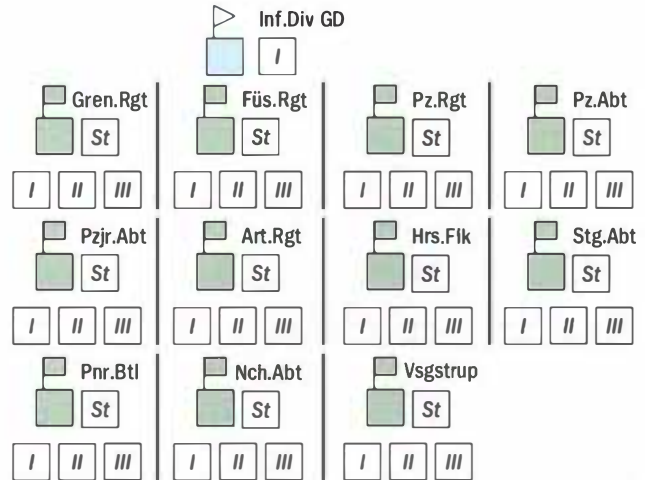 Inf.Div GD
I
Gren.Rgt Füs.Rgt Pz.Rgt Pz.Abt
St St St St
I II III I II III I II III I II III
Pzjr.Abt Art.Rgt Hrs.Flk Stg.Abt
St St St St
I II III I II III I II III I II III
Pnr.Btl Nch.Abt Vsgstrup
St St St
I II III I II III I II III